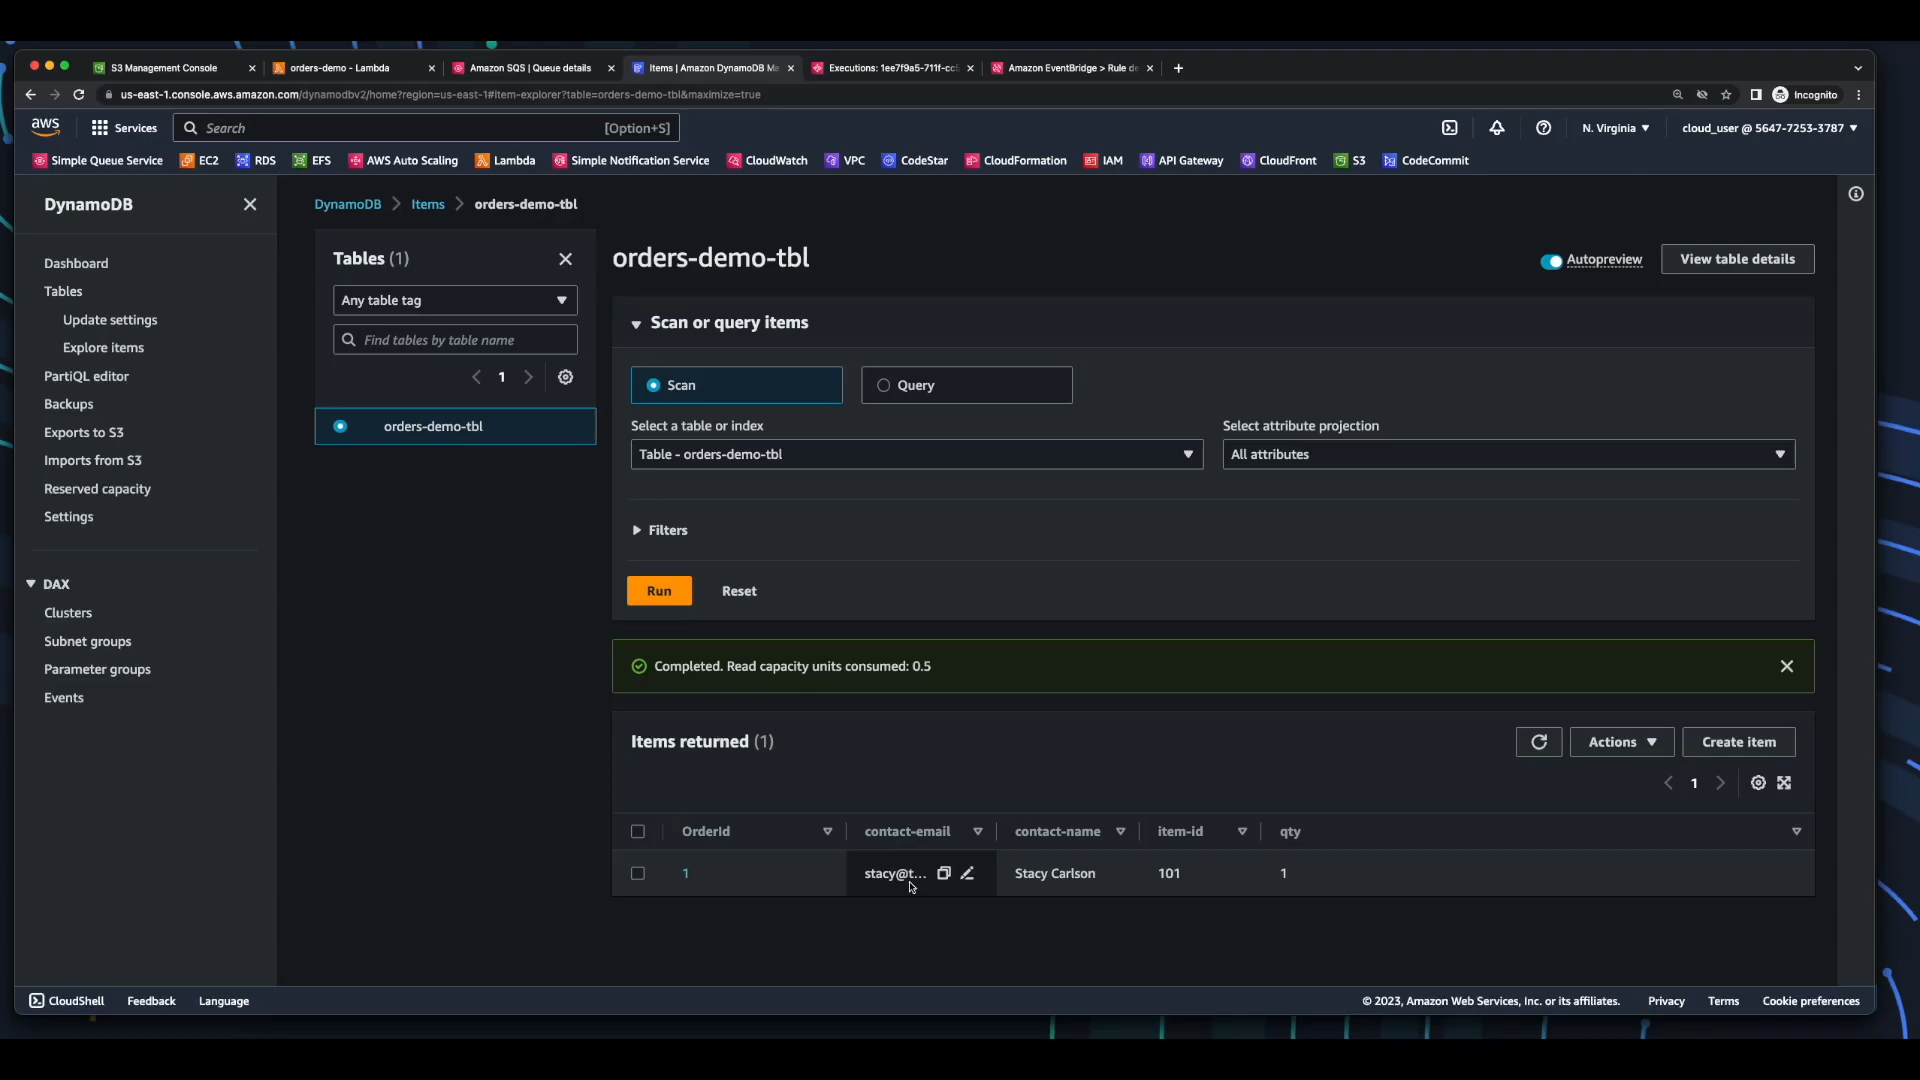 S3 Management Console
orders-demo - Lambda
Amazon SQS | Queue details
Items | Amazon DynamoDB Ma
Executions: 1ee7f9a5-711f-cc5
Amazon EventBridge > Rule de
us-east-1.console.aws.amazon.com/dynamodbv2/home?region=us-east-1#item-explorer?table=orders-demo-tbl&maximize=true
Incognito
aws
Services
Search
[Option+S]
N. Virginia
cloud_user @ 5647-7253-3787
Simple Queue Service
EC2
RDS
EFS
AWS Auto Scaling
Lambda
Simple Notification Service
CloudWatch
VPC
CodeStar
CloudFormation
IAM
API Gateway
CloudFront
S3
CodeCommit
DynamoDB
Dashboard
Tables
Update settings
Explore items
PartiQL editor
Backups
Exports to S3
Imports from S3
Reserved capacity
Settings
DAX
Clusters
Subnet groups
Parameter groups
Events
DynamoDB
Items
orders-demo-tbl
Tables (1)
Any table tag
Find tables by table name
1
orders-demo-tbl
orders-demo-tbl
Autopreview
View table details
Scan or query items
Scan
Query
Select a table or index
Table - orders-demo-tbl
Select attribute projection
All attributes
Filters
Run
Reset
Completed. Read capacity units consumed: 0.5
Items returned (1)
Actions
Create item
1
OrderId
contact-email
contact-name
item-id
qty
1
stacy@t...
Stacy Carlson
101
1
CloudShell
Feedback
Language
© 2023, Amazon Web Services, Inc. or its affiliates.
Privacy
Terms
Cookie preferences